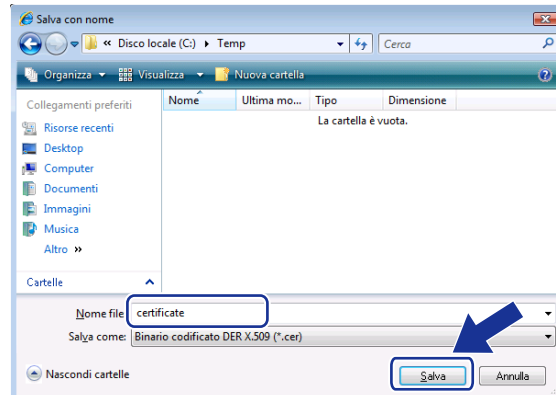 Salva con nome
« Disco locale (C:) ▸ Temp
Cerca
Organizza
Visualizza
Nuova cartella
Collegamenti preferiti
Risorse recenti
Desktop
Computer
Documenti
Immagini
Musica
Altro »
Cartelle
Nome
Ultima mo...
Tipo
Dimensione
La cartella è vuota.
Nome file
certificate
Salva come: Binario codificato DER X.509 (*.cer)
Nascondi cartelle
Salva
Annulla